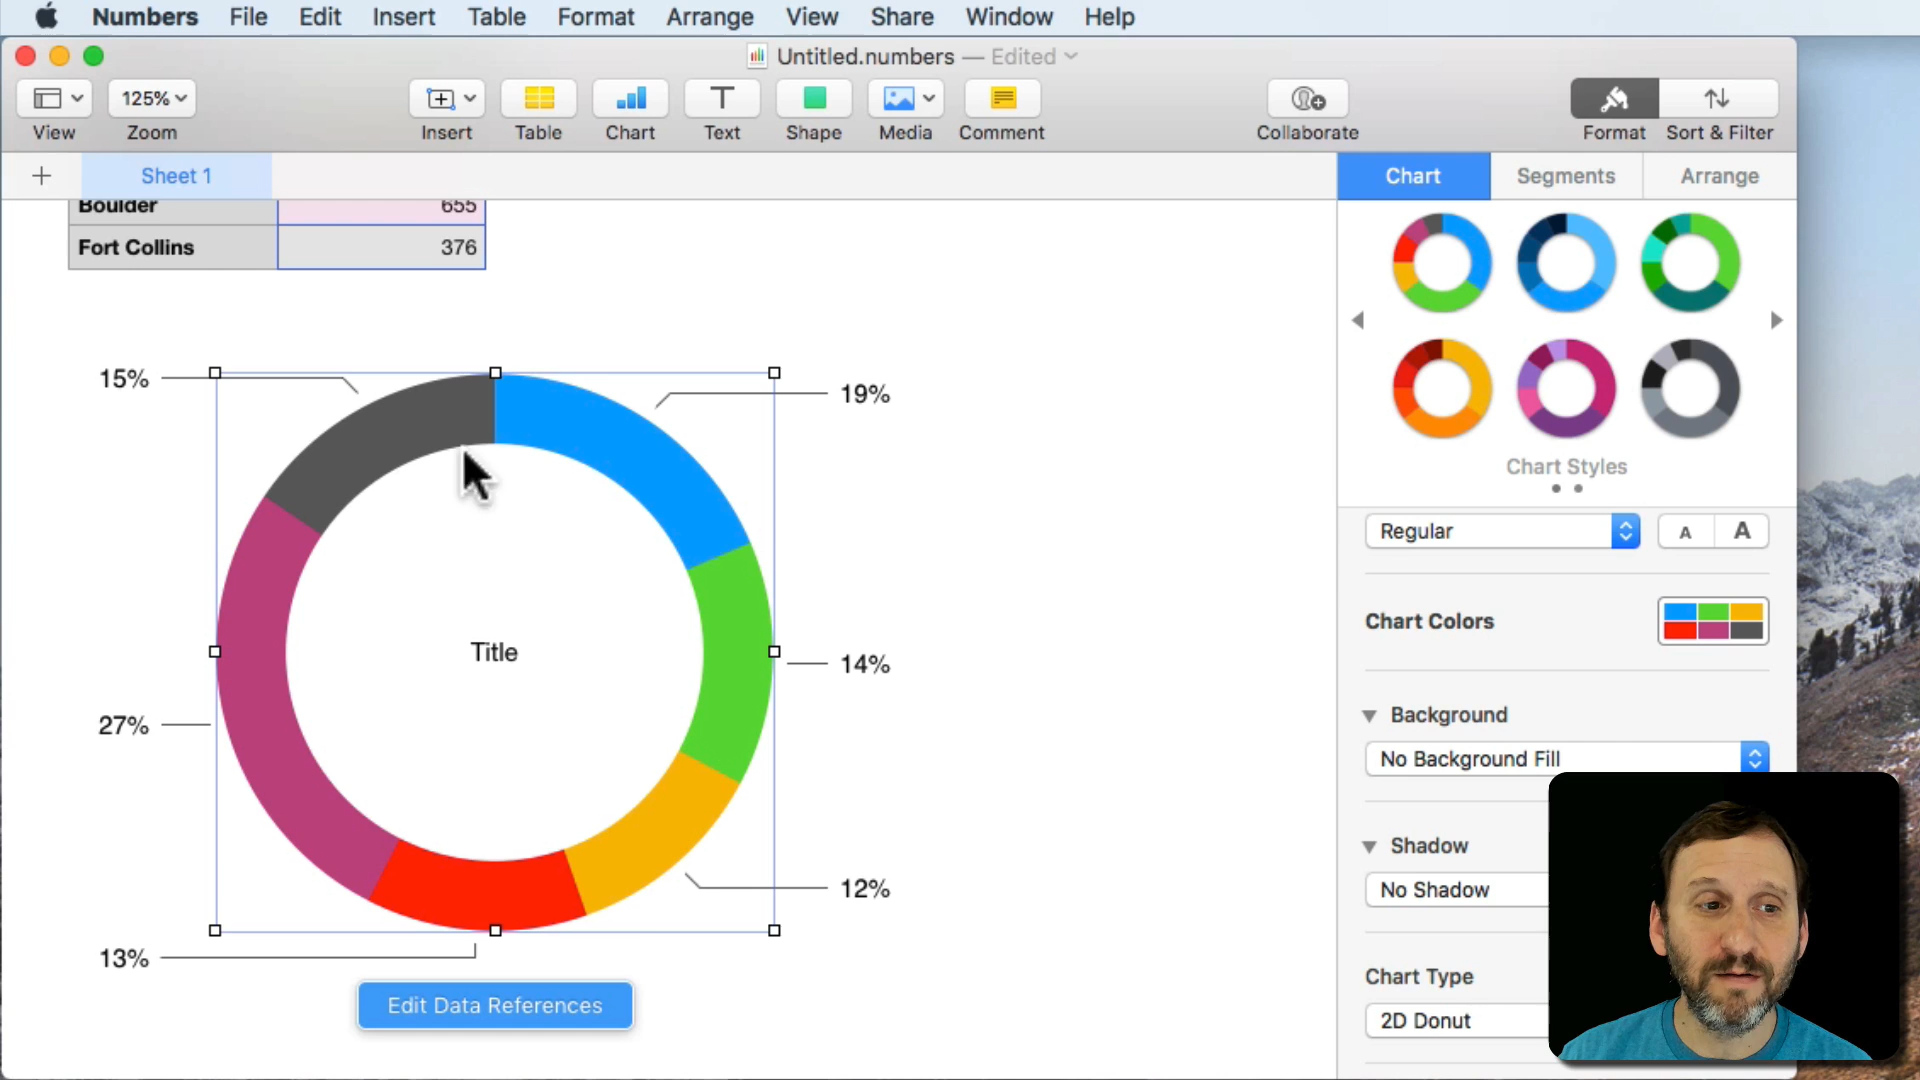 Numbers File Edit Insert Table Format Arrange View Share Window Help
Untitled.numbers — Edited
125%
View Zoom Insert Table Chart Text Shape Media Comment Collaborate Format Sort & Filter
Sheet 1
Chart Segments Arrange
Boulder 655
Fort Collins 376
15%
19%
14%
12%
13%
27%
Title
Edit Data References
Chart Styles
Regular A A
Chart Colors
Background
No Background Fill
Shadow
No Shadow
Chart Type
2D Donut